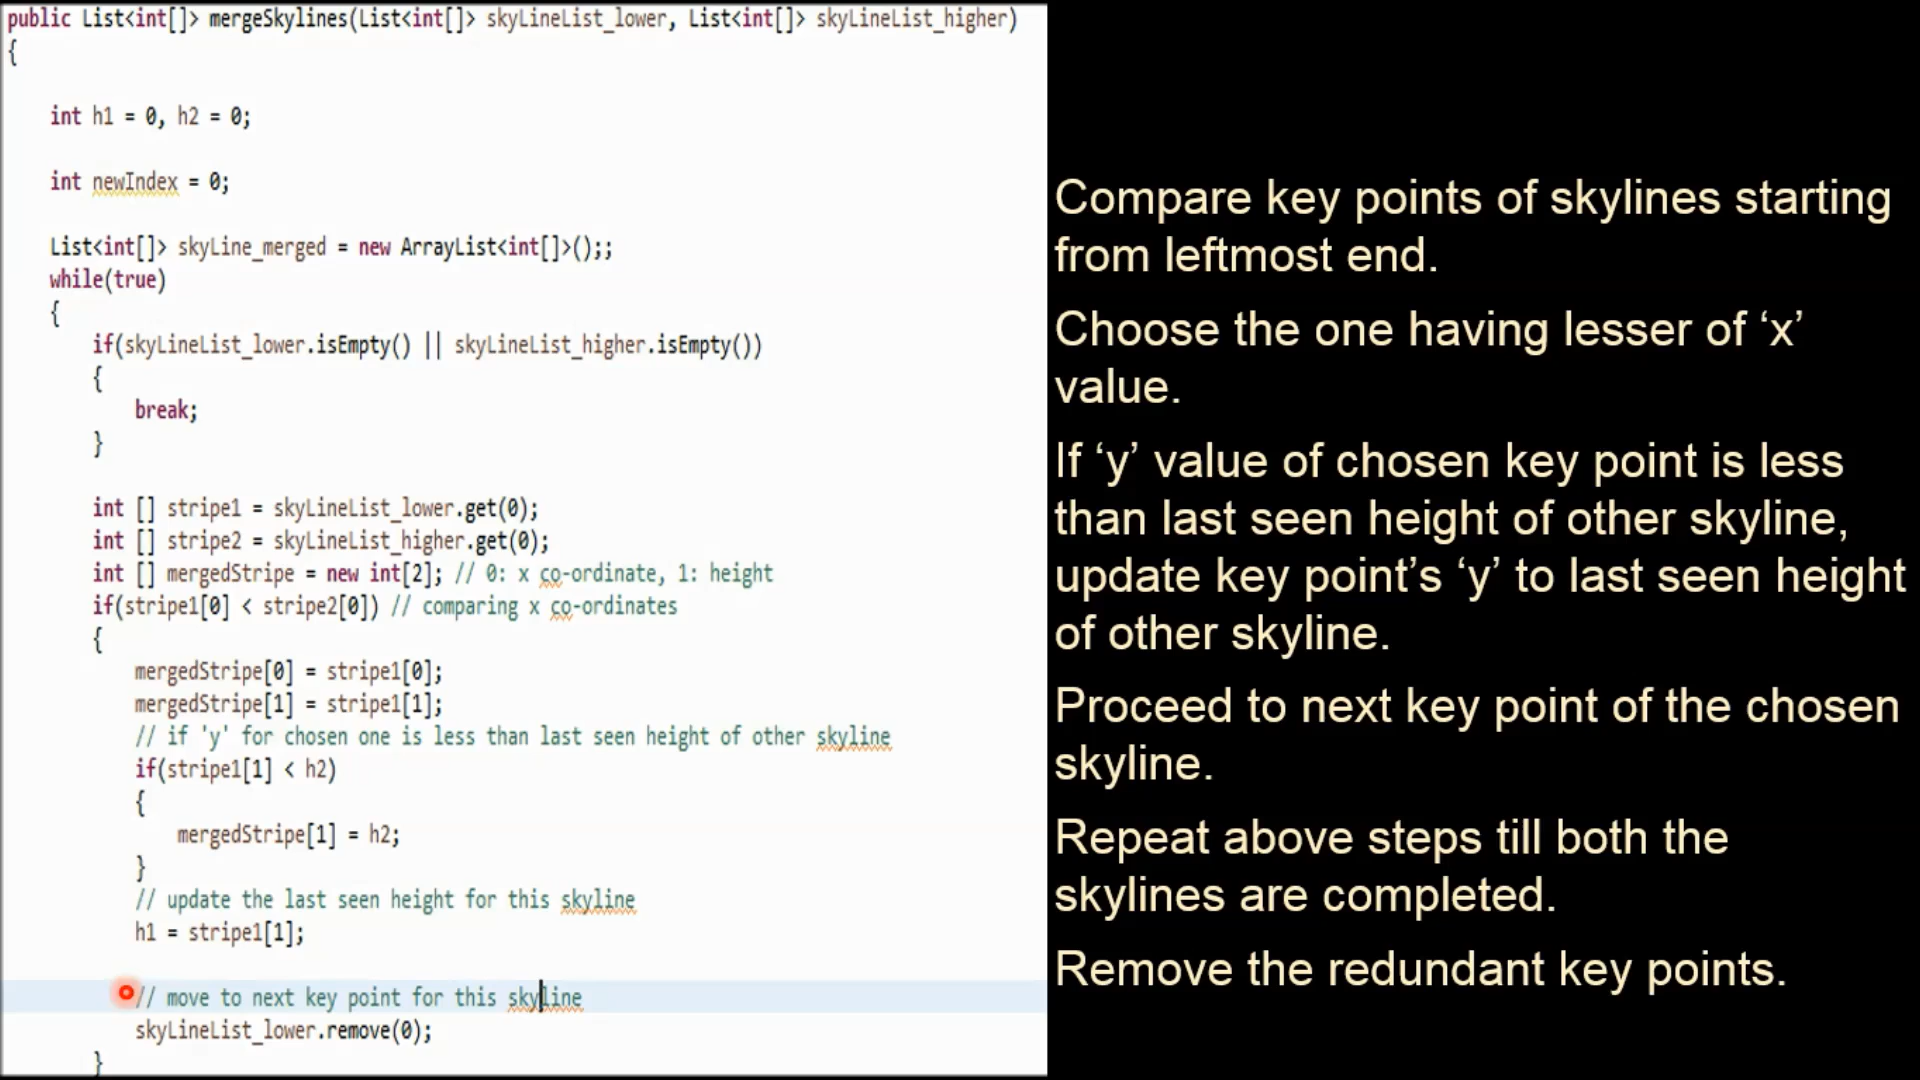 public List<int[]> mergeSkylines(List<int[]> skyLineList_lower, List<int[]> skyLineList_higher)
{
int h1 = 0, h2 = 0;
int newIndex = 0;
List<int[]> skyLine_merged = new ArrayList<int[]>();;
while(true)
{
if(skyLineList_lower.isEmpty() || skyLineList_higher.isEmpty())
{
break;
}
int [] stripe1 = skyLineList_lower.get(0);
int [] stripe2 = skyLineList_higher.get(0);
int [] mergedStripe = new int[2]; // 0: x co-ordinate, 1: height
if(stripe1[0] < stripe2[0]) // comparing x co-ordinates
{
mergedStripe[0] = stripe1[0];
mergedStripe[1] = stripe1[1];
// if 'y' for chosen one is less than last seen height of other skyline
if(stripe1[1] < h2)
{
mergedStripe[1] = h2;
}
// update the last seen height for this skyline
h1 = stripe1[1];
// move to next key point for this skyline
skyLineList_lower.remove(0);
}
Compare key points of skylines starting
from leftmost end.
Choose the one having lesser of ‘x’
value.
If ‘y’ value of chosen key point is less
than last seen height of other skyline,
update key point’s ‘y’ to last seen height
of other skyline.
Proceed to next key point of the chosen
skyline.
Repeat above steps till both the
skylines are completed.
Remove the redundant key points.